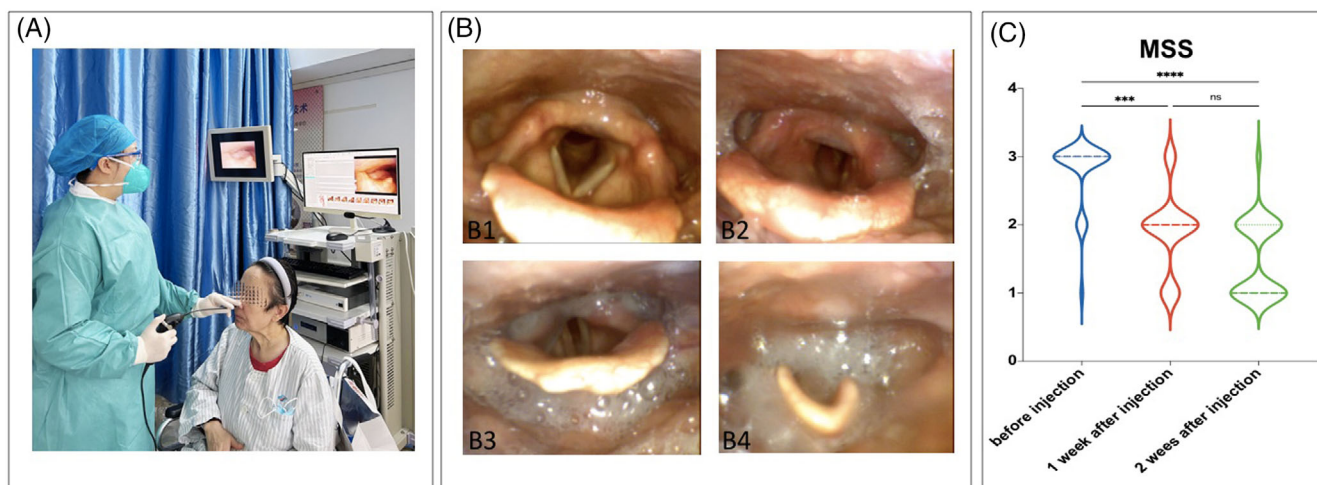 (A)
术
(B)
B1
B2
B3
B4
(C)
MSS
****
***
ns
4
3
2
1
0
before injection
1 week after injection
2 wees after injection